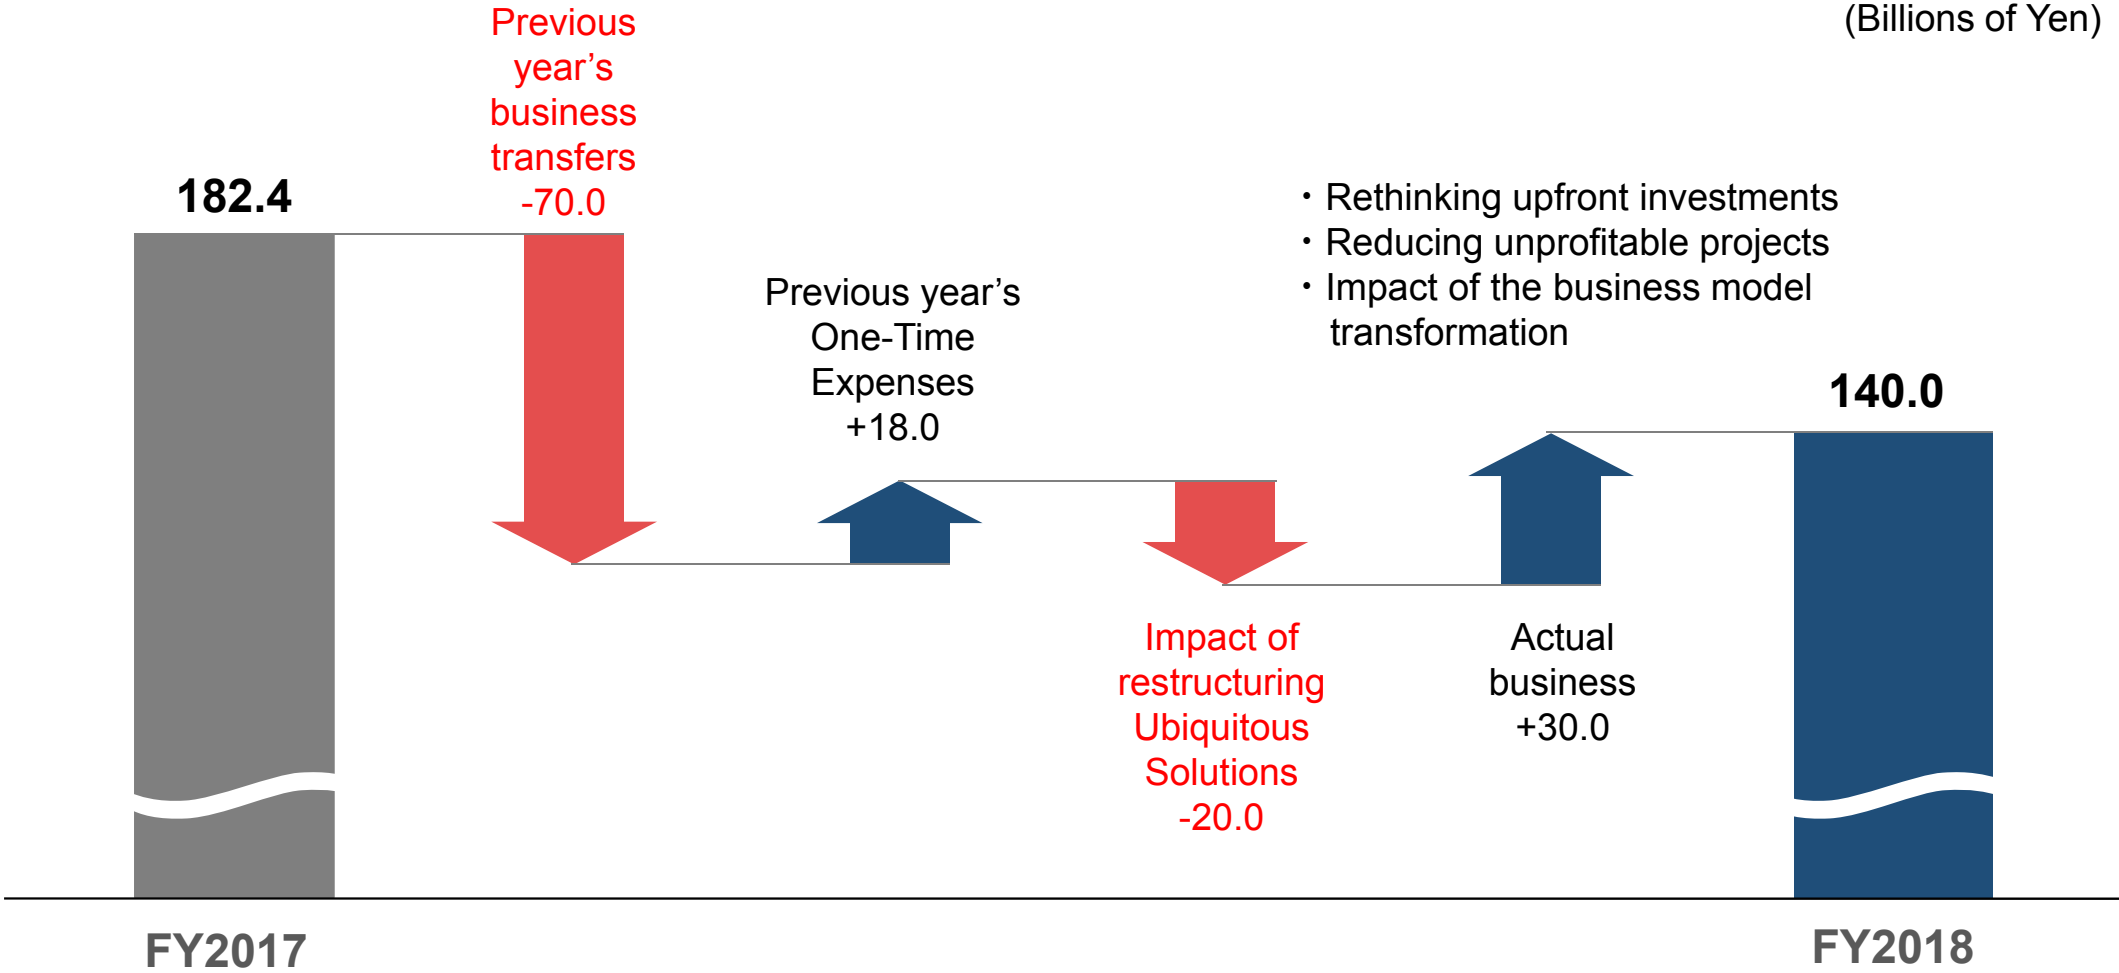 (Billions of Yen)
Previous
year’s
business
transfers
-70.0
182.4
Previous year’s
One-Time
Expenses
+18.0
・Rethinking upfront investments
・Reducing unprofitable projects
・Impact of the business model
transformation
140.0
Impact of
restructuring
Ubiquitous
Solutions
-20.0
Actual
business
+30.0
FY2017
FY2018